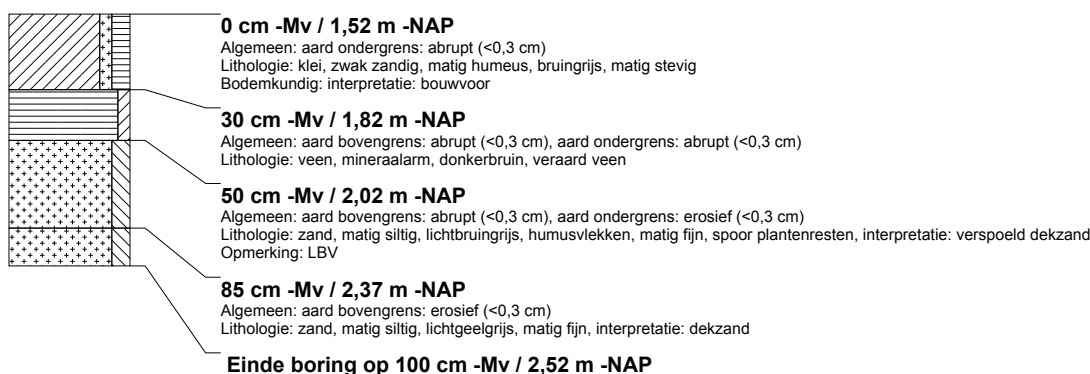 0 cm -Mv / 1,52 m -NAP
Algemeen: aard ondergrens: abrupt (<0,3 cm)
Lithologie: klei, zwak zandig, matig humeus, bruingrijs, matig stevig
Bodemkundig: interpretatie: bouwvoor
30 cm -Mv / 1,82 m -NAP
Algemeen: aard bovengrens: abrupt (<0,3 cm), aard ondergrens: abrupt (<0,3 cm)
Lithologie: veen, mineraalarm, donkerbruin, veraard veen
50 cm -Mv / 2,02 m -NAP
Algemeen: aard bovengrens: abrupt (<0,3 cm), aard ondergrens: erosief (<0,3 cm)
Lithologie: zand, matig siltig, lichtbruingrijs, humusvlekken, matig fijn, spoor plantenresten, interpretatie: verspoeld dekzand
Opmerking: LBV
85 cm -Mv / 2,37 m -NAP
Algemeen: aard bovengrens: erosief (<0,3 cm)
Lithologie: zand, matig siltig, lichtgeelgrijs, matig fijn, interpretatie: dekzand
Einde boring op 100 cm -Mv / 2,52 m -NAP